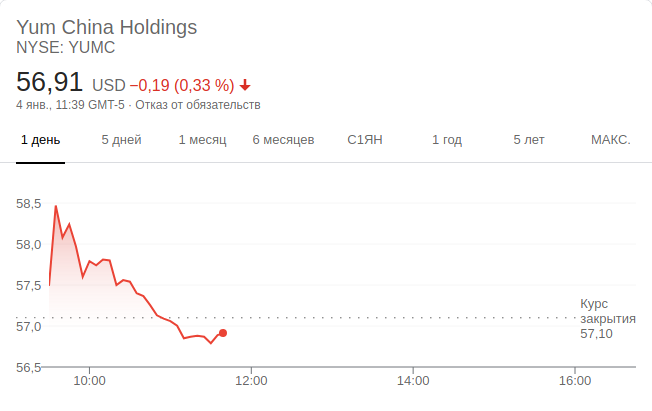 Yum China Holdings
NYSE: YUMC
56,91 USD −0,19 (0,33 %)
4 янв., 11:39 GMT-5 · Отказ от обязательств
1 день 5 дней 1 месяц 6 месяцев С1ЯН 1 год 5 лет МАКС.
58,5
58,0
57,5
Курс
закрытия
57,10
57,0
56,5
10:00 12:00 14:00 16:00